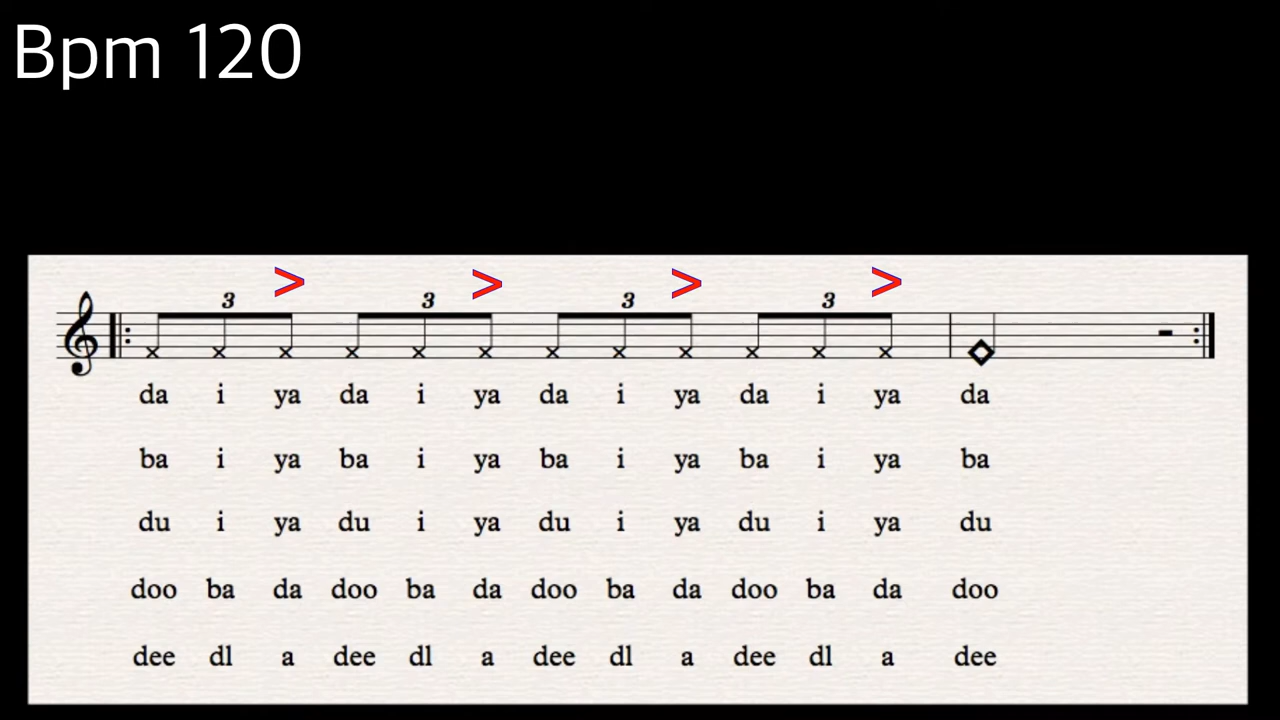 Bpm 120
> > > >
3 3 3 3
da i ya da i ya da i ya da i ya da
ba i ya ba i ya ba i ya ba i ya ba
du i ya du i ya du i ya du i ya du
doo ba da doo ba da doo ba da doo ba da doo
dee dl a dee dl a dee dl a dee dl a dee